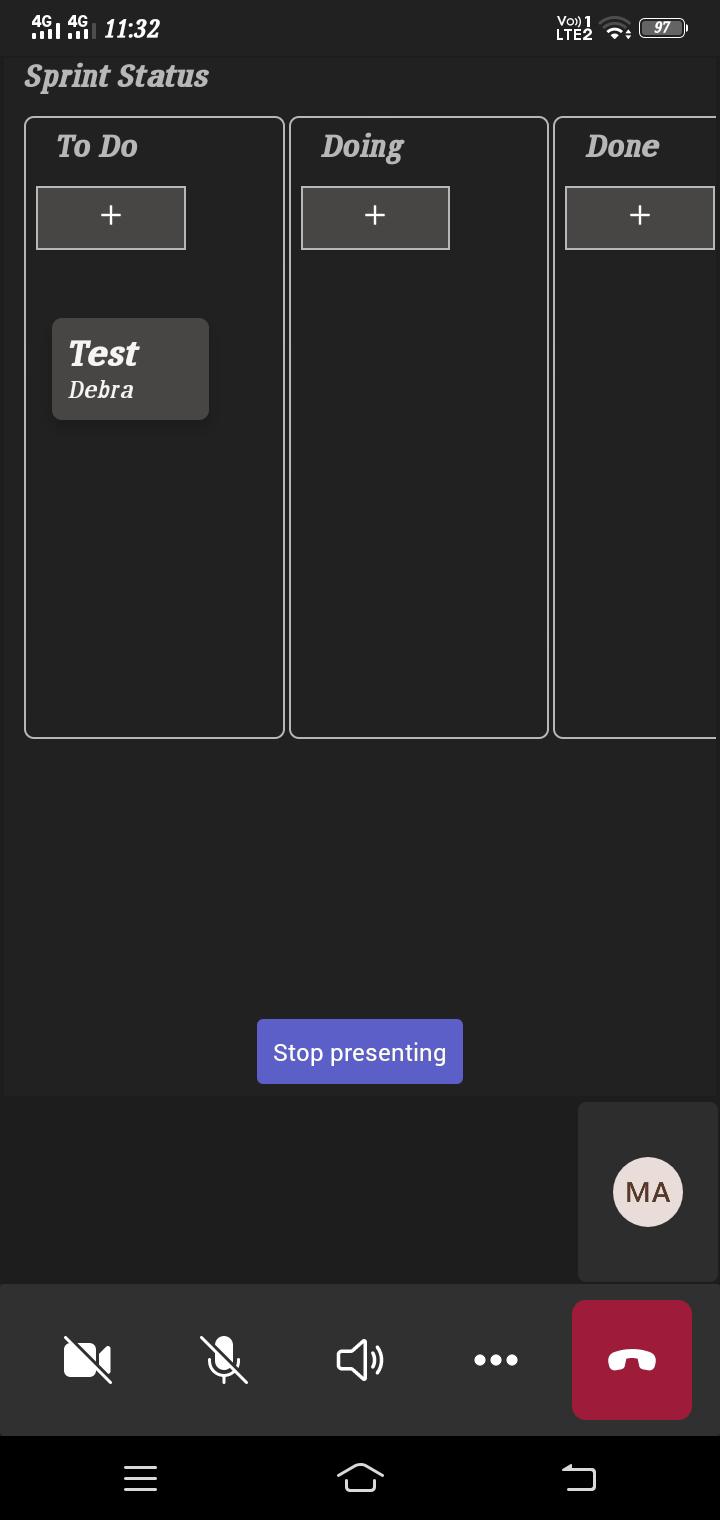 4G 4G 11:32 Vo)) 1 LTE2 97
Sprint Status
To Do Doing Done
+ + +
Test
Debra
Stop presenting
MA